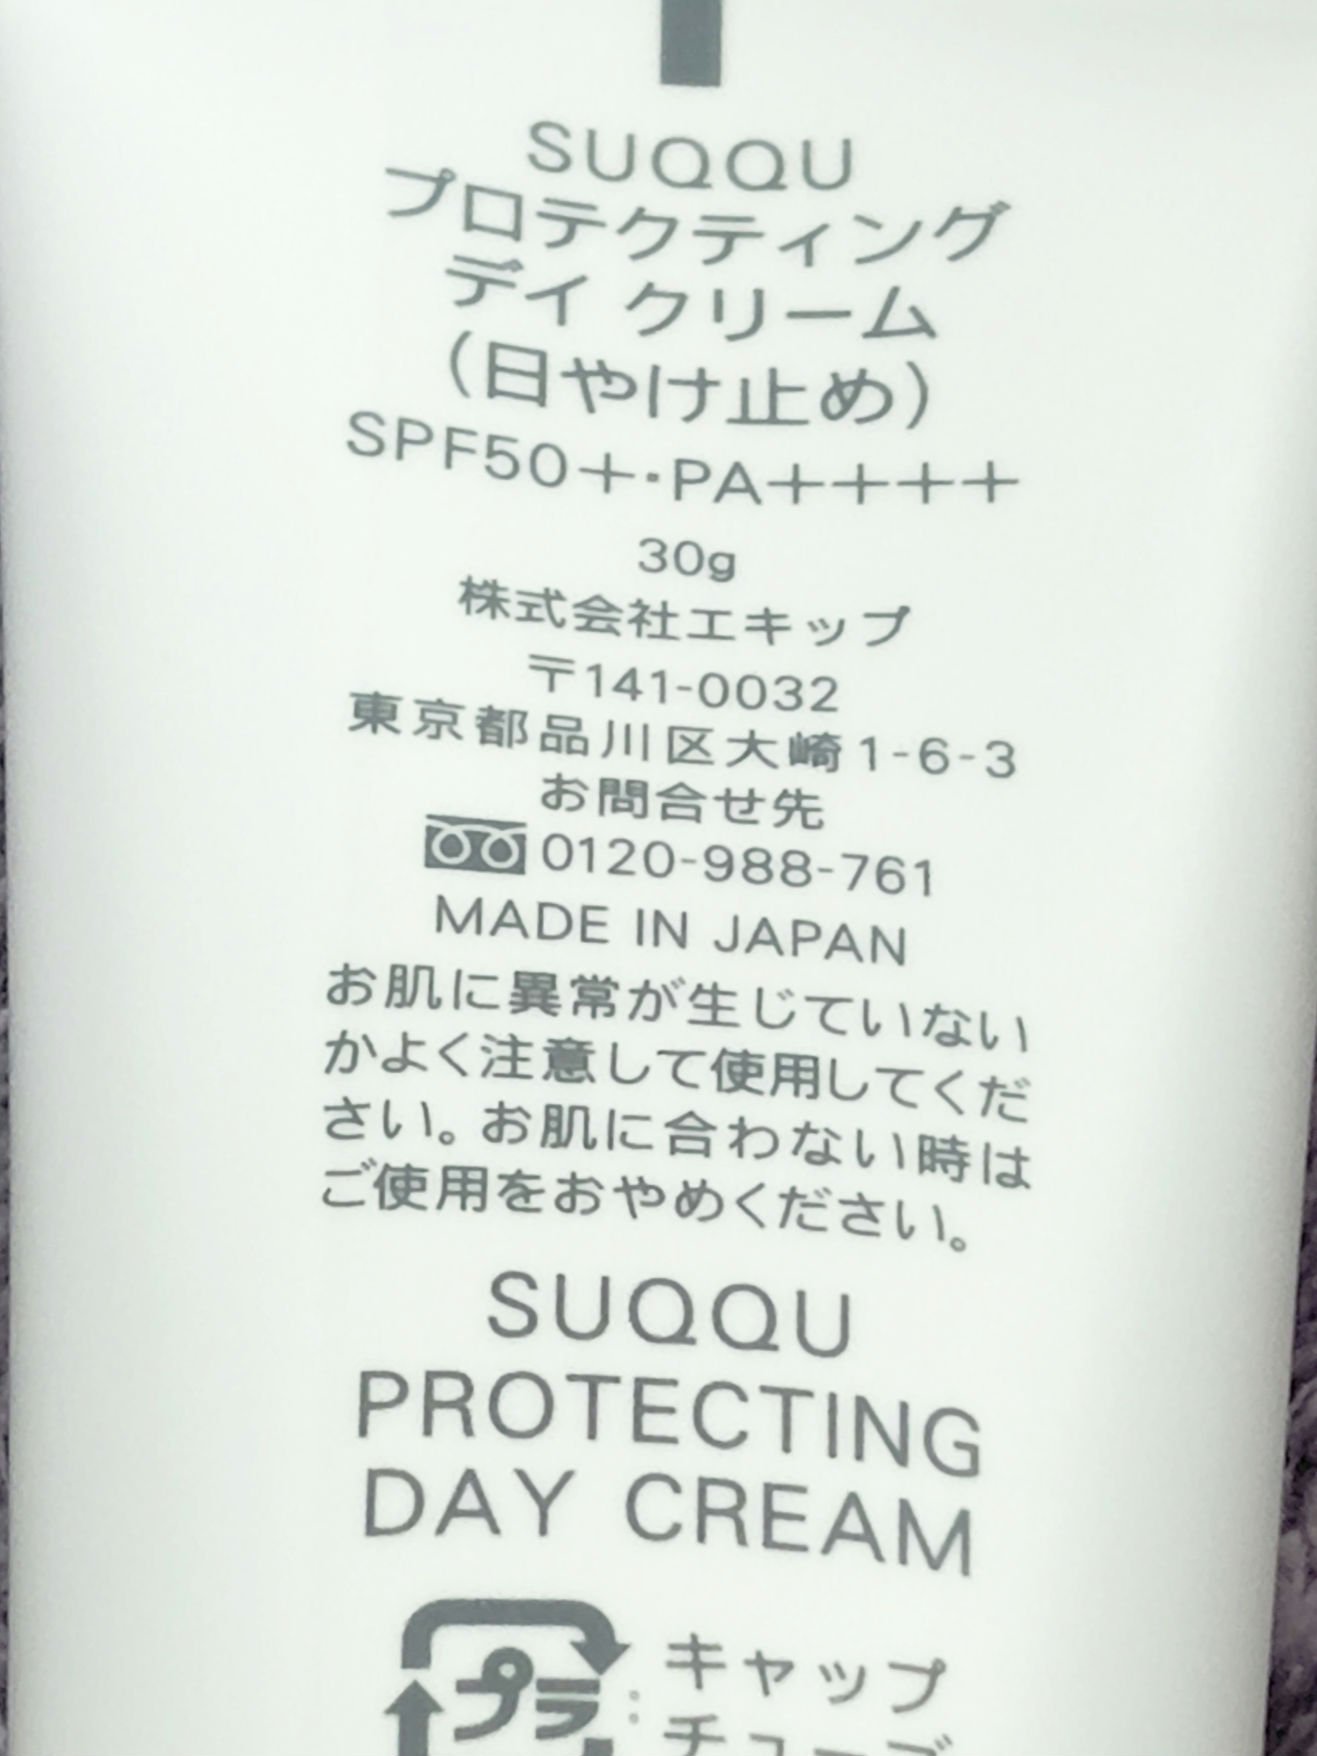 SUQQU
プロテクティング
デイ クリーム
（日やけ止め）
SPF50+・PA++++
30g
株式会社エキップ
〒141-0032
東京都品川区大崎1-6-3
お問合せ先
0120-988-761
MADE IN JAPAN
お肌に異常が生じていない
かよく注意して使用してくだ
さい。お肌に合わない時は
ご使用をおやめください。
SUQQU
PROTECTING
DAY CREAM
プラ：キャップ
チューブ